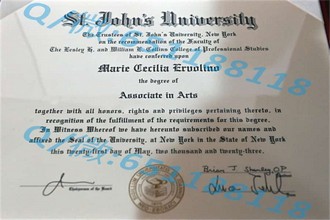 St. John's University
The Trustees of St. John's University, New York
on the recommendation of the Faculty of
The Lesley H. and William L. Collins College of Professional Studies
have conferred upon
Marie Cecilia Ervolino
the degree of
Associate in Arts
together with all honors, rights and privileges pertaining thereto, in
recognition of the fulfillment of the requirements for this degree.
In Witness Whereof we have hereunto subscribed our names and
affixed the Seal of the University, at New York in the State of New York
this twenty-first day of May, two thousand and twenty-three.
Chairperson of the Board